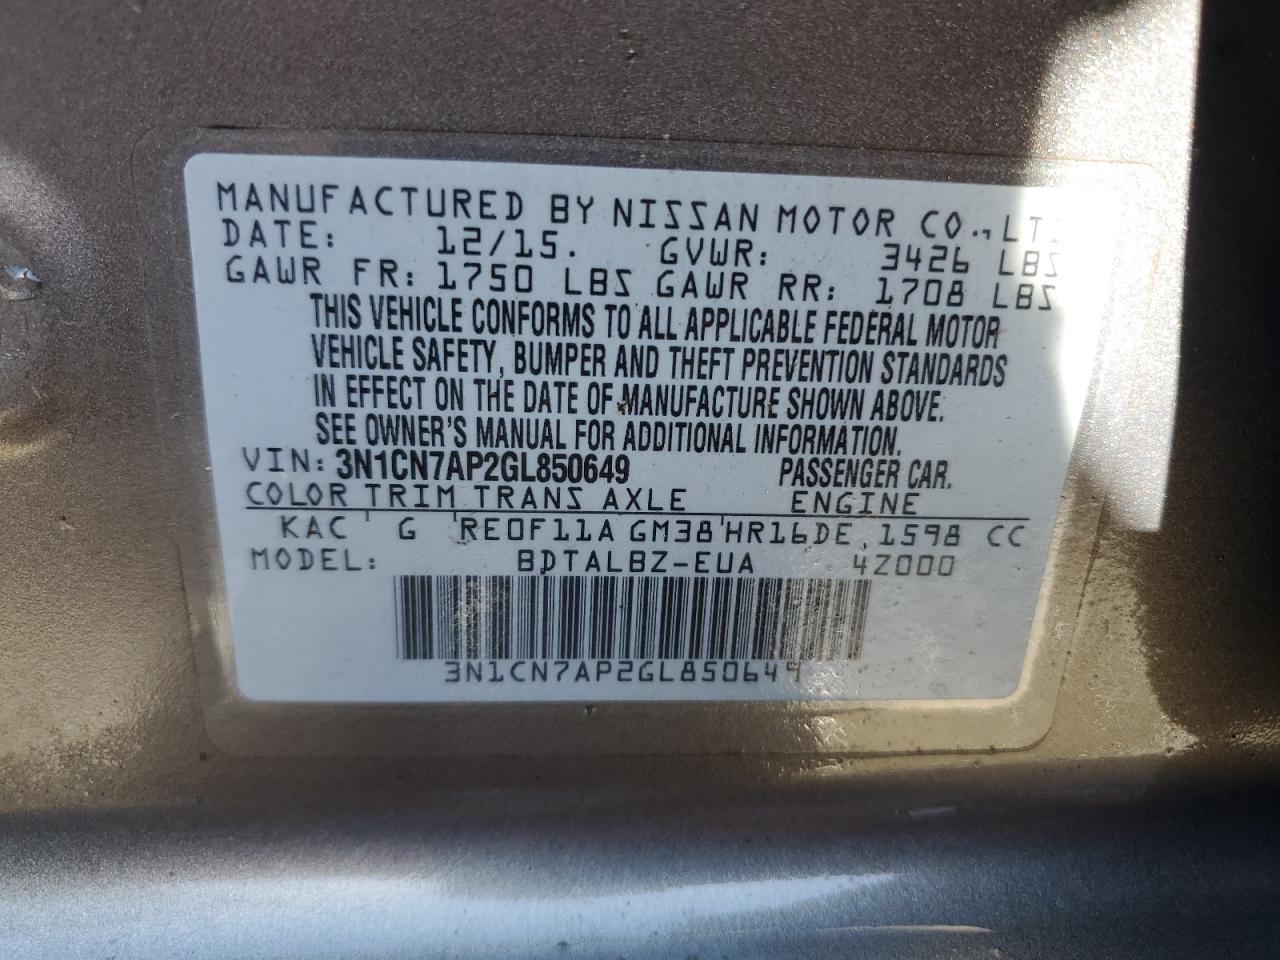 MANUFACTURED BY NISSAN MOTOR CO.,LT
DATE: 12/15. GVWR: 3426 LBS
GAWR FR: 1750 LBS GAWR RR: 1708 LBS
THIS VEHICLE CONFORMS TO ALL APPLICABLE FEDERAL MOTOR
VEHICLE SAFETY, BUMPER AND THEFT PREVENTION STANDARDS
IN EFFECT ON THE DATE OF MANUFACTURE SHOWN ABOVE.
SEE OWNER'S MANUAL FOR ADDITIONAL INFORMATION.
VIN: 3N1CN7AP2GL850649 PASSENGER CAR.
COLOR TRIM TRANS AXLE ENGINE
KAC G RE0F11A GM38 HR16DE 1598 CC
MODEL: BDTALBZ-EUA 4Z000
3N1CN7AP2GL850649